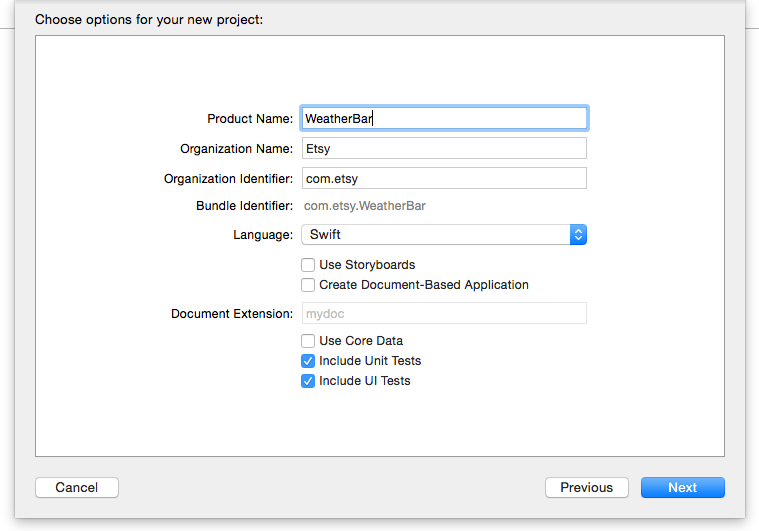 Choose options for your new project:
Product Name: WeatherBar
Organization Name: Etsy
Organization Identifier: com.etsy
Bundle Identifier: com.etsy.WeatherBar
Language: Swift
Use Storyboards
Create Document-Based Application
Document Extension: mydoc
Use Core Data
Include Unit Tests
Include UI Tests
Cancel Previous Next